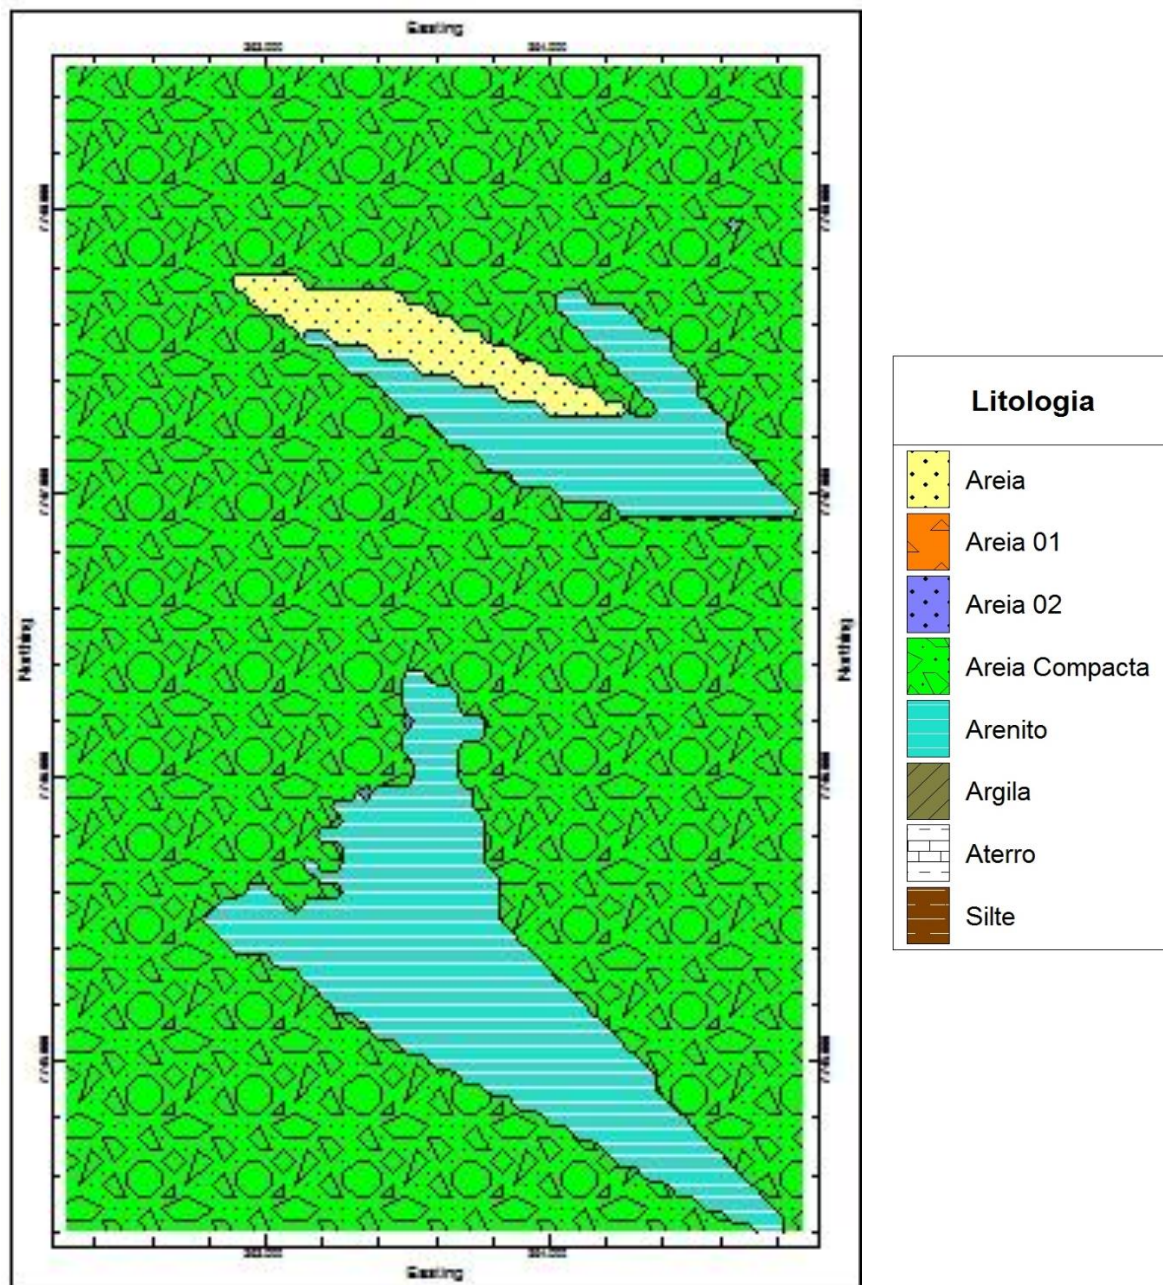 Easting
Northing
Northing
Easting
Litologia
Areia
Areia 01
Areia 02
Areia Compacta
Arenito
Argila
Aterro
Silte